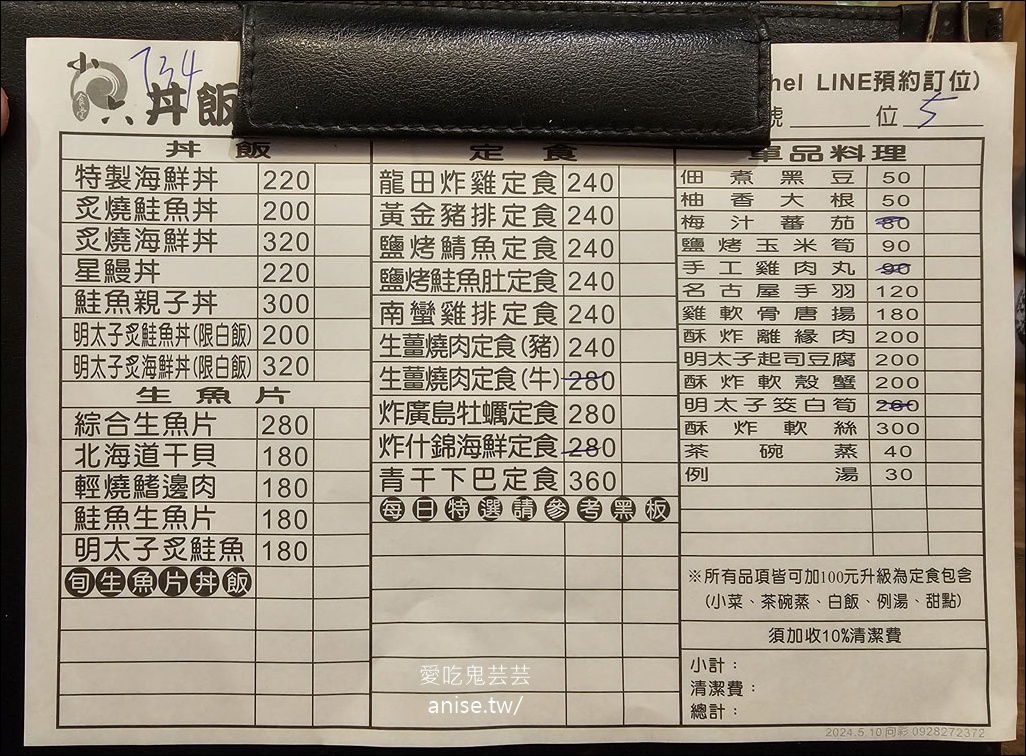 小六丼飯
食堂
734
hel LINE預約訂位)
號 位 5
丼飯
特製海鮮丼 220
炙燒鮭魚丼 200
炙燒海鮮丼 320
星鰻丼 220
鮭魚親子丼 300
明太子炙鮭魚丼(限白飯) 200
明太子炙海鮮丼(限白飯) 320
生魚片
綜合生魚片 280
北海道干貝 180
輕燒鰭邊肉 180
鮭魚生魚片 180
明太子炙鮭魚 180
旬生魚片丼飯
定食
龍田炸雞定食 240
黃金豬排定食 240
鹽烤鯖魚定食 240
鹽烤鮭魚肚定食 240
南蠻雞排定食 240
生薑燒肉定食(豬) 240
生薑燒肉定食(牛) 280
炸廣島牡蠣定食 280
炸什錦海鮮定食 280
青干下巴定食 360
每日特選請參考黑板
單品料理
佃煮黑豆 50
柚香大根 50
梅汁蕃茄 80
鹽烤玉米筍 90
手工雞肉丸 90
名古屋手羽 120
雞軟骨唐揚 180
酥炸離緣肉 200
明太子起司豆腐 200
酥炸軟殼蟹 200
明太子筊白筍 260
酥炸軟絲 300
茶碗蒸 40
例湯 30
※所有品項皆可加100元升級為定食包含
(小菜、茶碗蒸、白飯、例湯、甜點)
須加收10%清潔費
小計：
清潔費：
總計：
2024.5.10 同彩 0928272372
愛吃鬼芸芸
anise.tw/